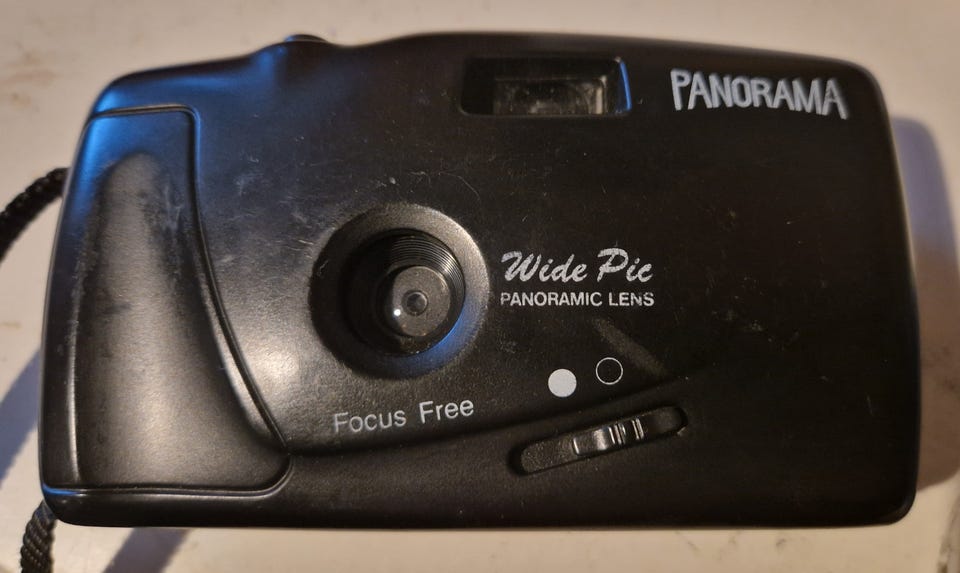 PANORAMA
Wide Pic
PANORAMIC LENS
Focus Free